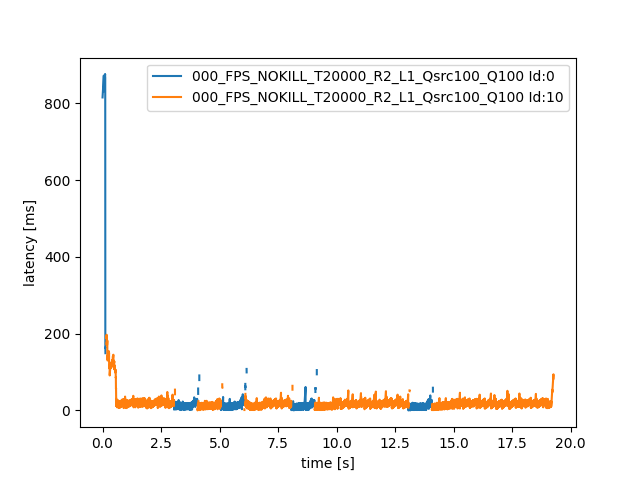 000_FPS_NOKILL_T20000_R2_L1_Qsrc100_Q100 Id:0
000_FPS_NOKILL_T20000_R2_L1_Qsrc100_Q100 Id:10
latency [ms]
800
600
400
200
0
0.0 2.5 5.0 7.5 10.0 12.5 15.0 17.5 20.0
time [s]